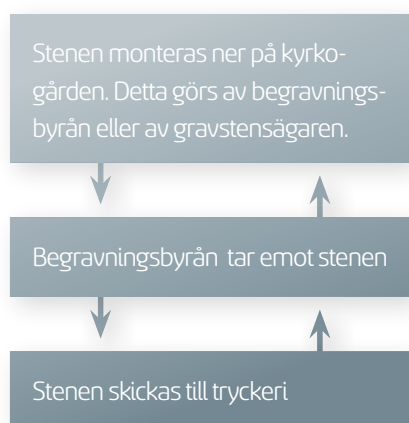 Stenen monteras ner på kyrko-
gården. Detta görs av begravnings-
byrån eller av gravstensägaren.
Begravningsbyrån tar emot stenen
Stenen skickas till tryckeri